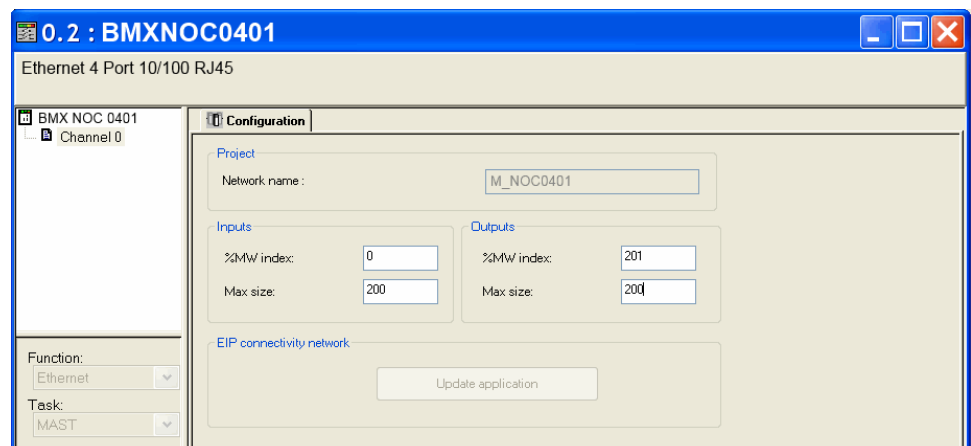 0.2 : BMXNOC0401
Ethernet 4 Port 10/100 RJ45
BMX NOC 0401
Channel 0
Configuration
Project
Network name :
M_NOC0401
Inputs
Outputs
%MW index:
0
%MW index:
201
Max size:
200
Max size:
200
EIP connectivity network
Update application
Function:
Ethernet
Task:
MAST